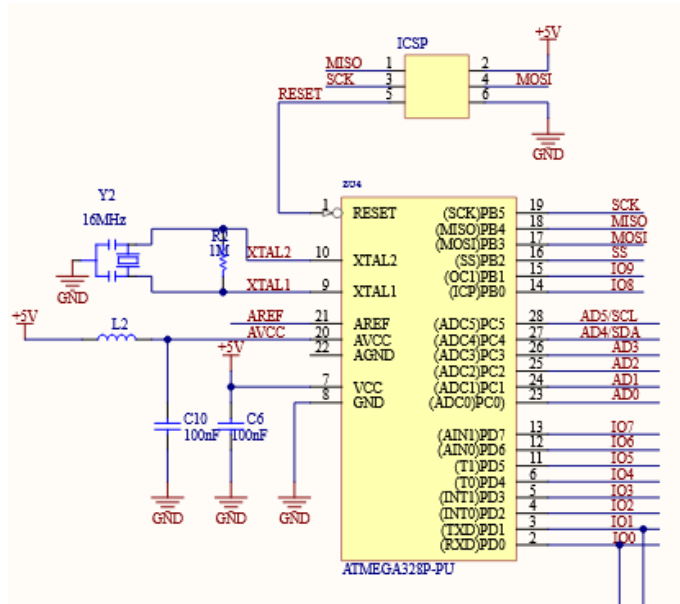 +5V
ICSP
MISO 1 2
SCK 3 4 MOSI
RESET 5 6
GND
Y2
16MHz
GND
1M
XTAL2
XTAL1
+5V
L2
AREF
AVCC
+5V
C10
100nF
C6
100nF
GND
GND
GND
1 RESET
10 XTAL2
9 XTAL1
21 AREF
20 AVCC
22 AGND
7 VCC
8 GND
(SCK)PB5 19 SCK
(MISO)PB4 18 MISO
(MOSI)PB3 17 MOSI
(SS)PB2 16 SS
(OC1)PB1 15 IO9
(ICP)PB0 14 IO8
(ADC5)PC5 28 AD5/SCL
(ADC4)PC4 27 AD4/SDA
(ADC3)PC3 26 AD3
(ADC2)PC2 25 AD2
(ADC1)PC1 24 AD1
(ADC0)PC0) 23 AD0
(AIN1)PD7 13 IO7
(AIN0)PD6 12 IO6
(T1)PD5 11 IO5
(T0)PD4 6 IO4
(INT1)PD3 5 IO3
(INT0)PD2 4 IO2
(TXD)PD1 3 IO1
(RXD)PD0 2 IO0
ATMEGA328P-PU